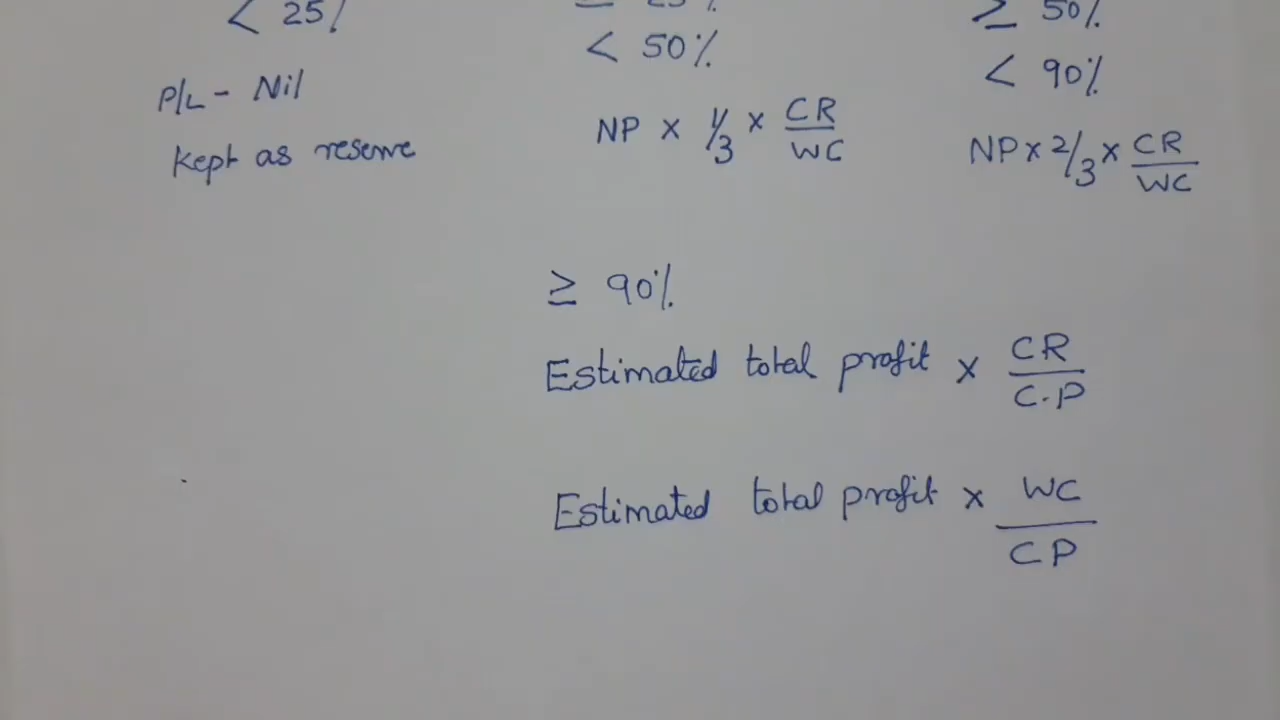 < 25%
P/L - Nil
Kept as reserve
≥ 25%
< 50%
NP × 1/3 × CR/WC
≥ 50%
< 90%
NP × 2/3 × CR/WC
≥ 90%
Estimated total profit × CR/C.P
Estimated total profit × WC/CP